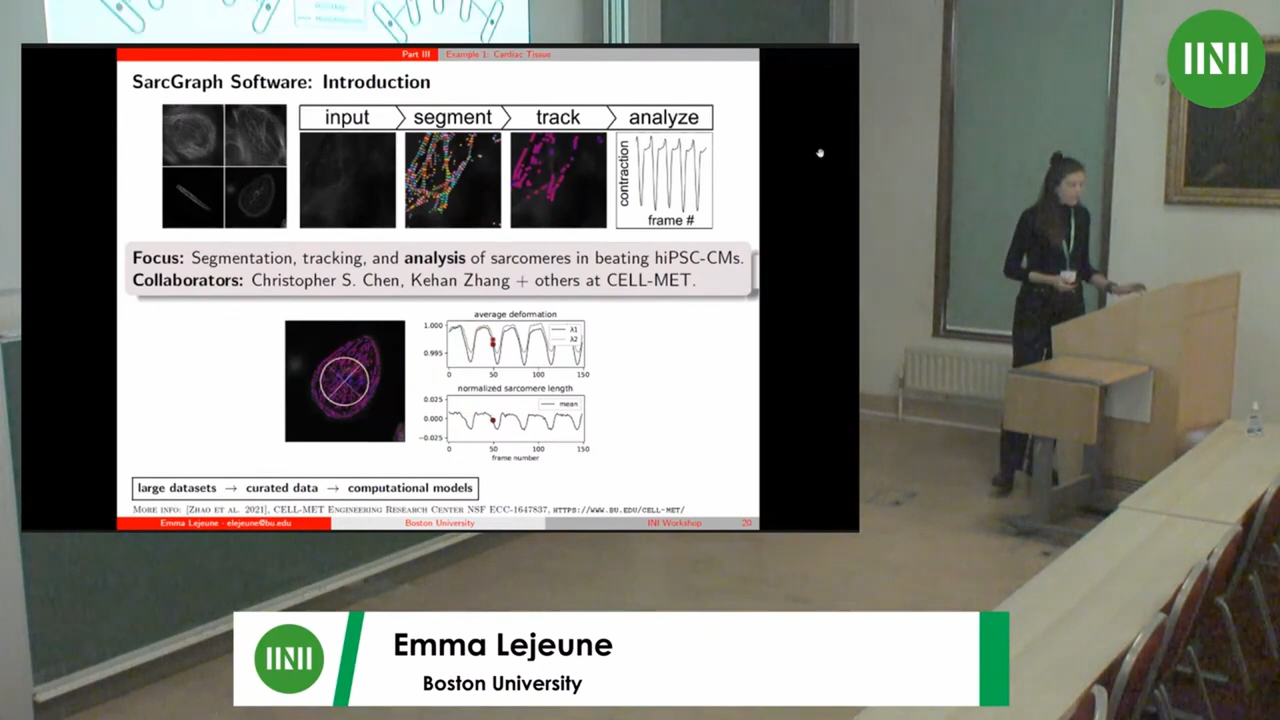 Part III Example 1: Cardiac Tissue
SarcGraph Software: Introduction
input segment track analyze
contraction
frame #
Focus: Segmentation, tracking, and analysis of sarcomeres in beating hiPSC-CMs.
Collaborators: Christopher S. Chen, Kehan Zhang + others at CELL-MET.
average deformation
1.000
0.995
λ1
λ2
0 50 100 150
normalized sarcomere length
0.025
0.000
−0.025
mean
0 50 100 150
frame number
large datasets → curated data → computational models
More info: [Zhao et al. 2021], CELL-MET Engineering Research Center NSF ECC-1647837, HTTPS://WWW.BU.EDU/CELL-MET/
Emma Lejeune - elejeune@bu.edu Boston University INI Workshop 20
INI
INI
Emma Lejeune
Boston University